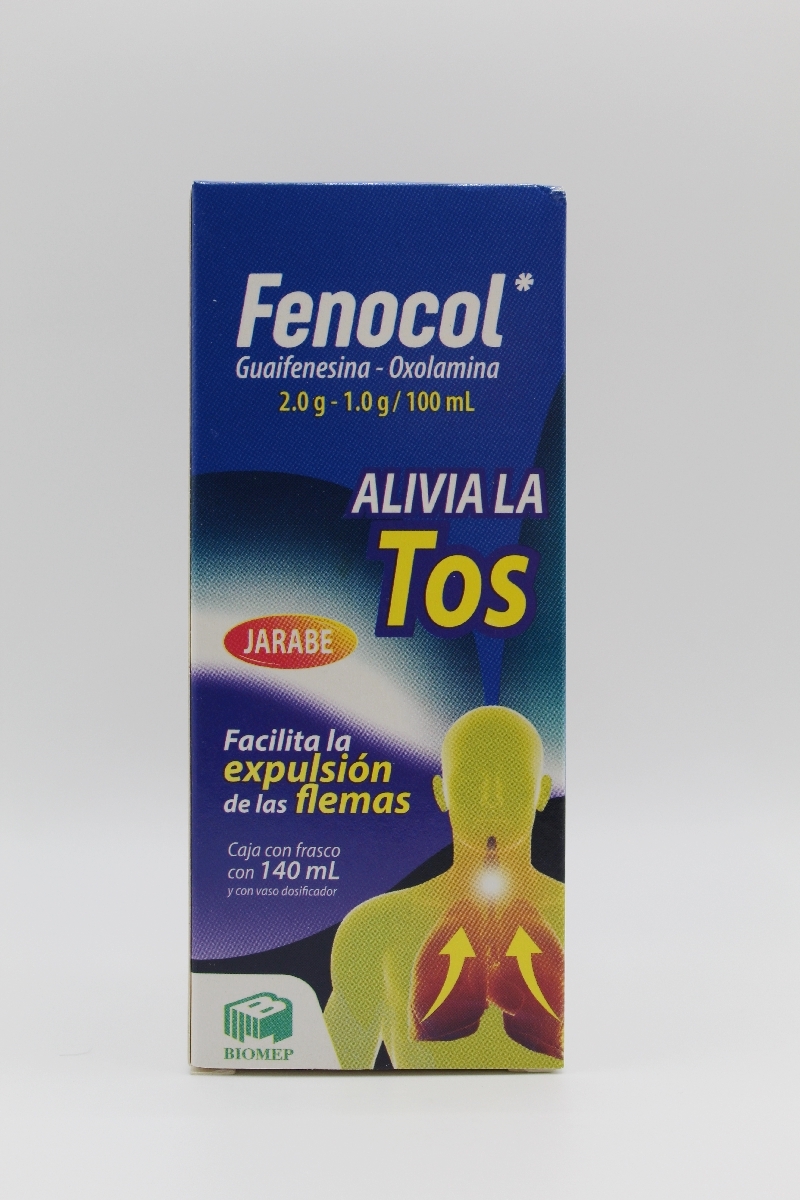 Fenocol*
Guaifenesina - Oxolamina
2.0 g - 1.0 g / 100 mL
ALIVIA LA
Tos
JARABE
Facilita la
expulsión
de las flemas
Caja con frasco
con 140 mL
y con vaso dosificador
B
BIOMEP